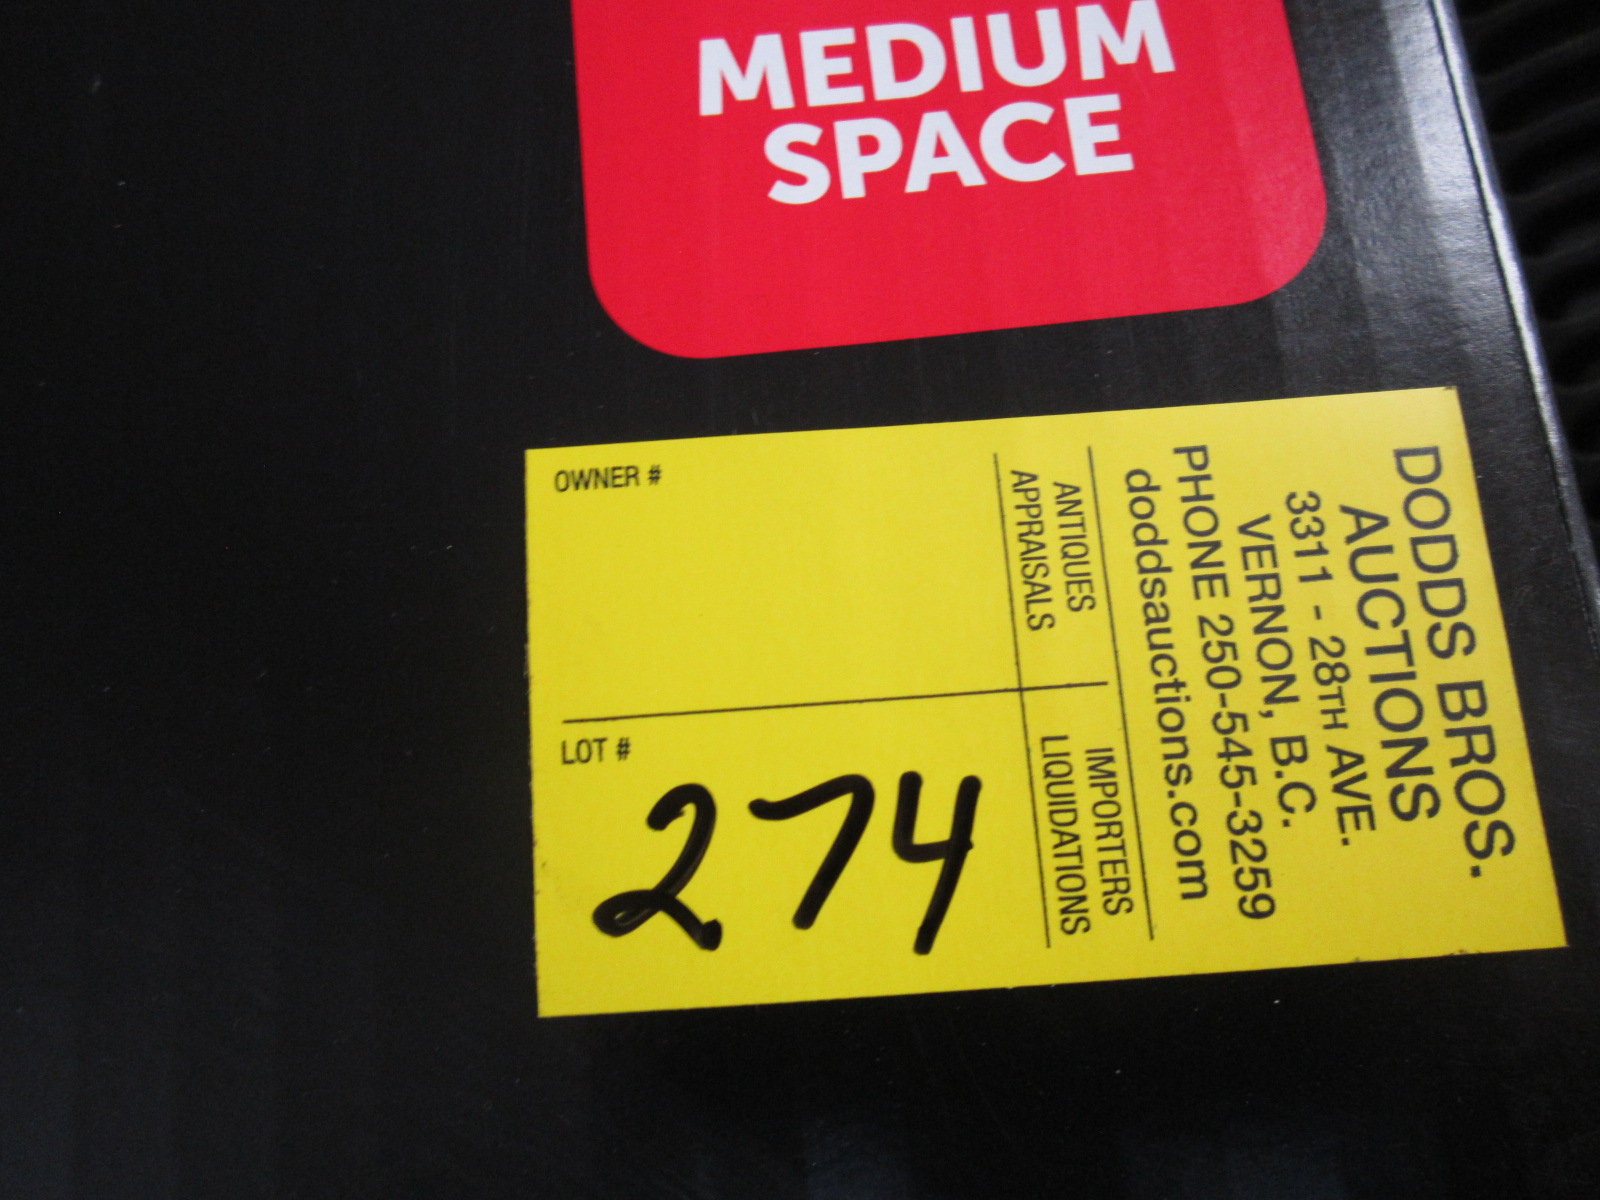 MEDIUM
SPACE
OWNER #
LOT #
274
ANTIQUES
APPRAISALS
IMPORTERS
LIQUIDATIONS
DODDS BROS.
AUCTIONS
3311 - 28TH AVE.
VERNON, B.C.
PHONE 250-545-3259
doddsauctions.com